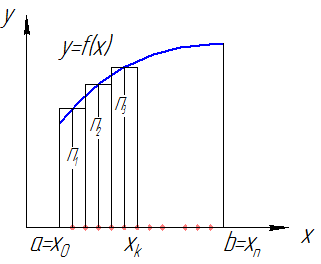 y
y=f(x)
П₁
П₂
П₃
a=x₀
xₖ
b=xₙ
x